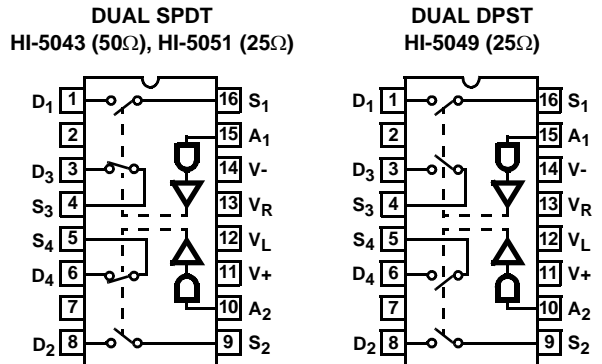 DUAL SPDT
HI-5043 (50Ω), HI-5051 (25Ω)
D1 1 16 S1
2 15 A1
D3 3 14 V-
S3 4 13 VR
S4 5 12 VL
D4 6 11 V+
7 10 A2
D2 8 9 S2
DUAL DPST
HI-5049 (25Ω)
D1 1 16 S1
2 15 A1
D3 3 14 V-
S3 4 13 VR
S4 5 12 VL
D4 6 11 V+
7 10 A2
D2 8 9 S2